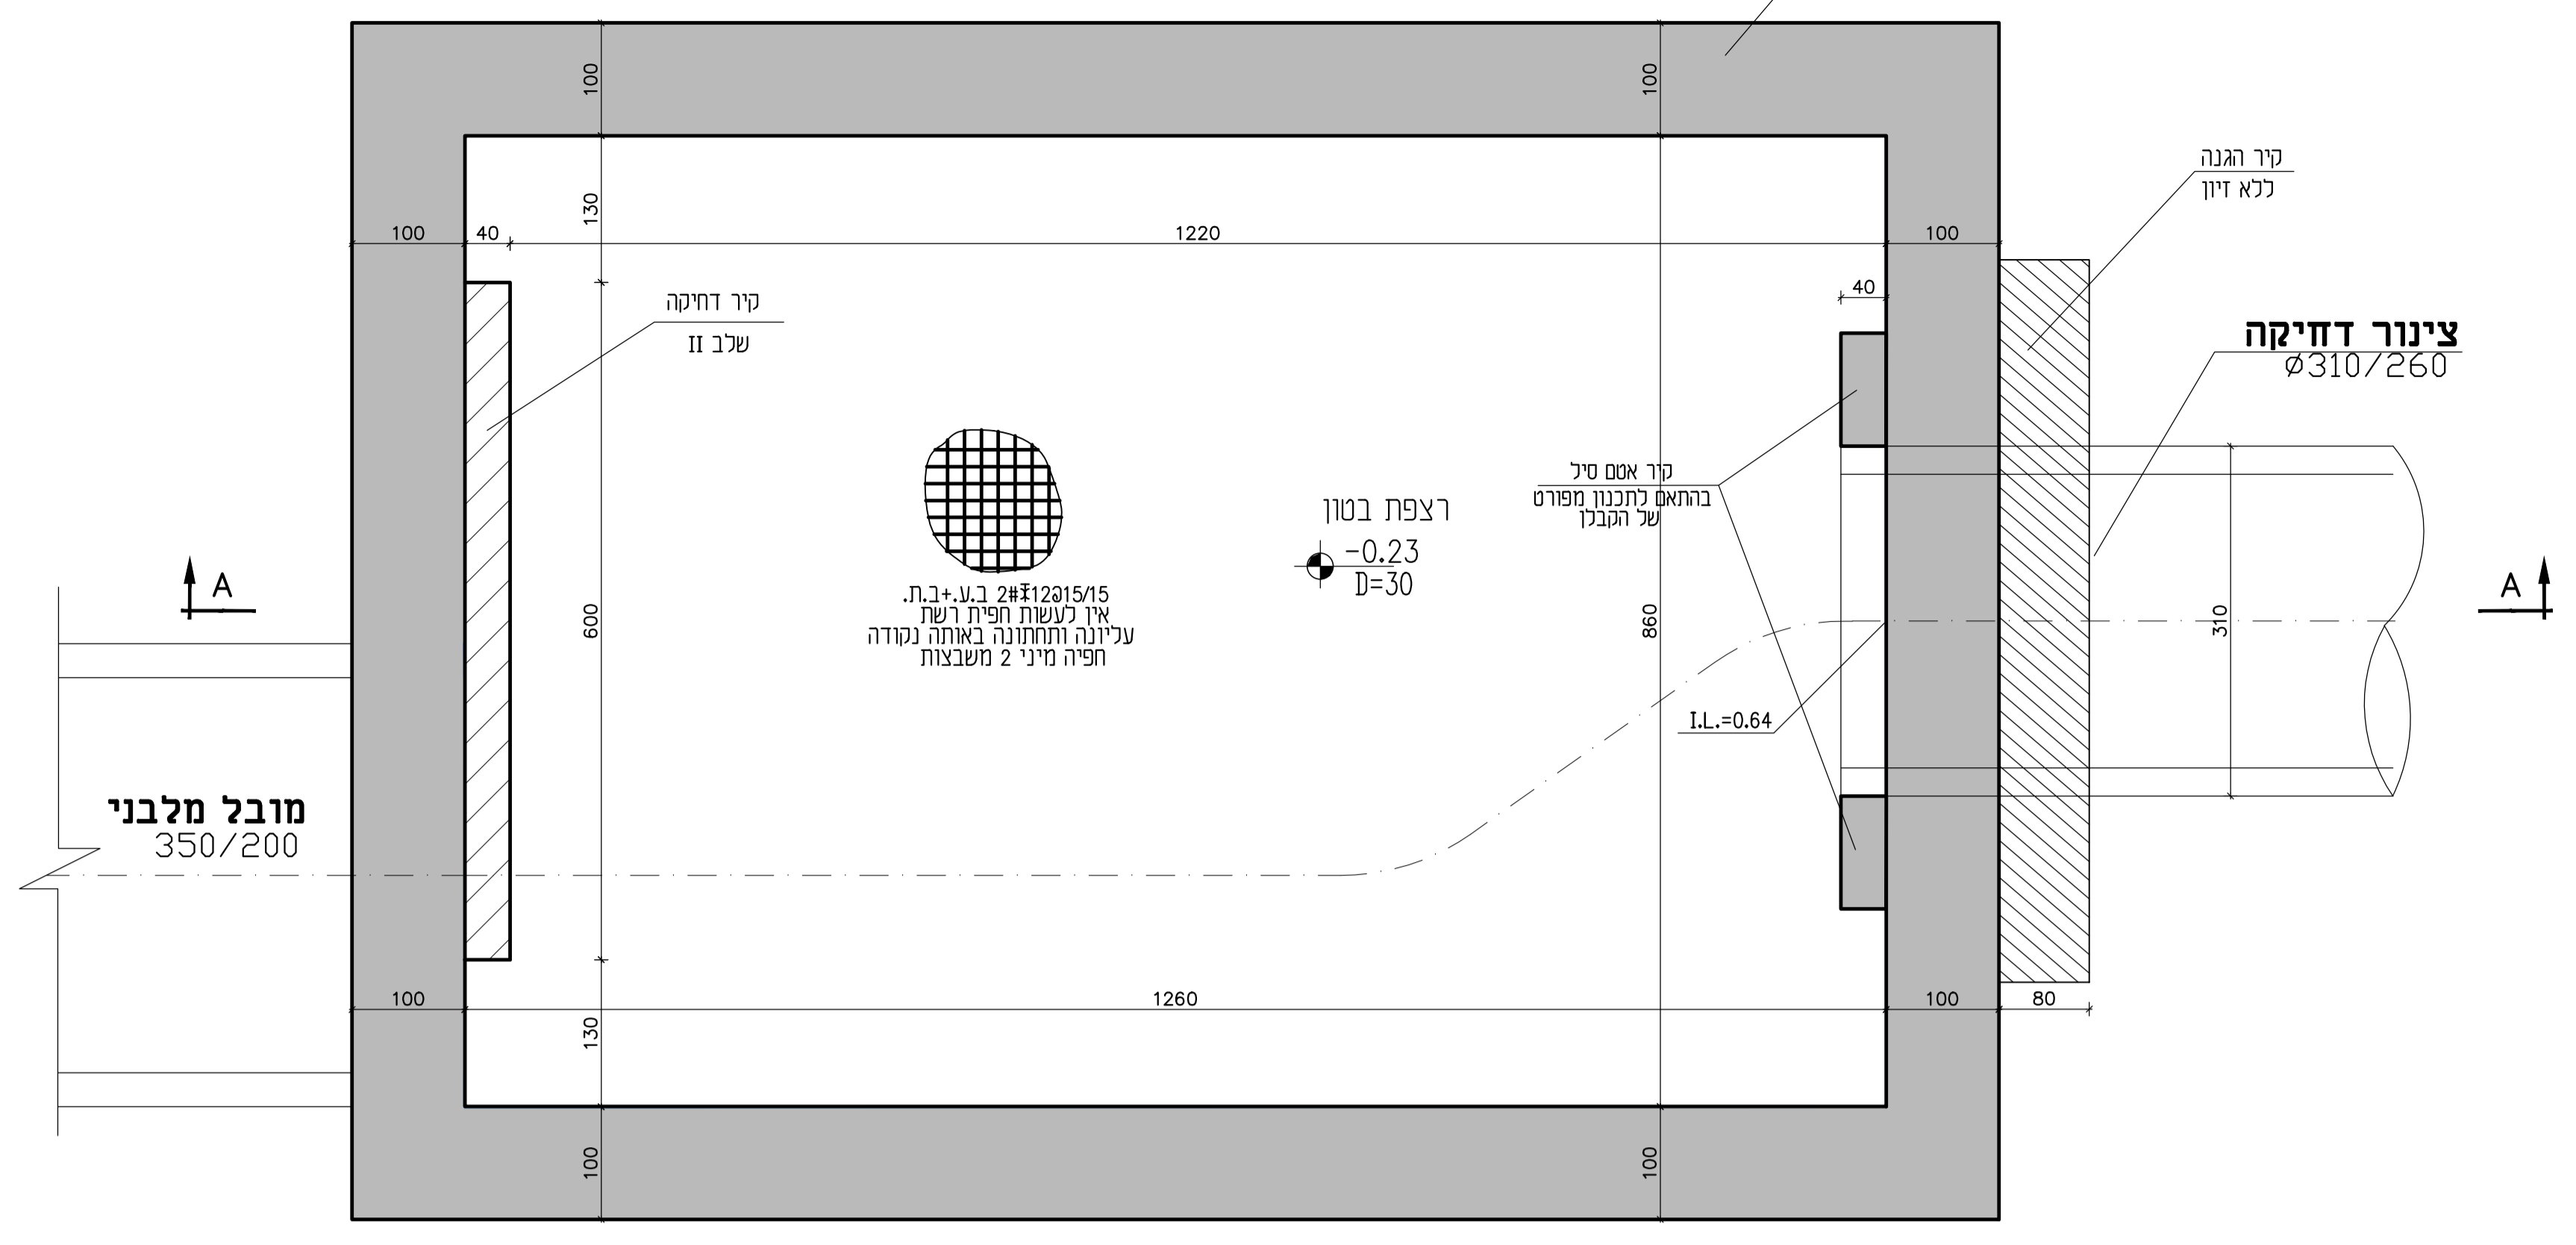 100
100
קיר הגנה
ללא זיון
130
100
40
1220
100
40
קיר דחיקה
שלב II
צינור דחיקה
Ø310/260
קיר אטם סיל
בהתאם לתכנון מפורט
של הקבלן
רצפת בטון
-0.23
D=30
A
A
2# 12@15/15 ב.ע.+ב.ת.
אין לעשות חפית רשת
עליונה ותחתונה באותה נקודה
חפיה מיני 2 משבצות
600
860
310
I.L.=0.64
מובל מלבני
350/200
100
1260
100
80
130
100
100